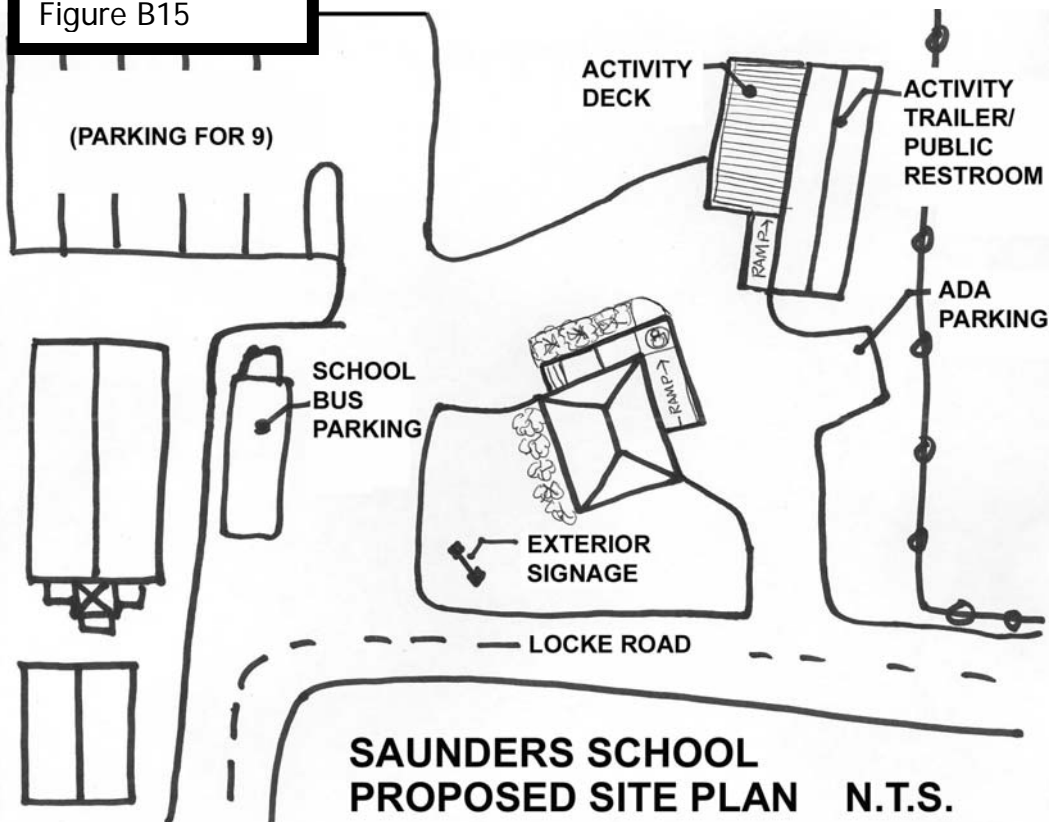 Figure B15
ACTIVITY
DECK
ACTIVITY
TRAILER/
PUBLIC
RESTROOM
(PARKING FOR 9)
RAMP→
ADA
PARKING
SCHOOL
BUS
PARKING
RAMP→
EXTERIOR
SIGNAGE
LOCKE ROAD
SAUNDERS SCHOOL
PROPOSED SITE PLAN N.T.S.